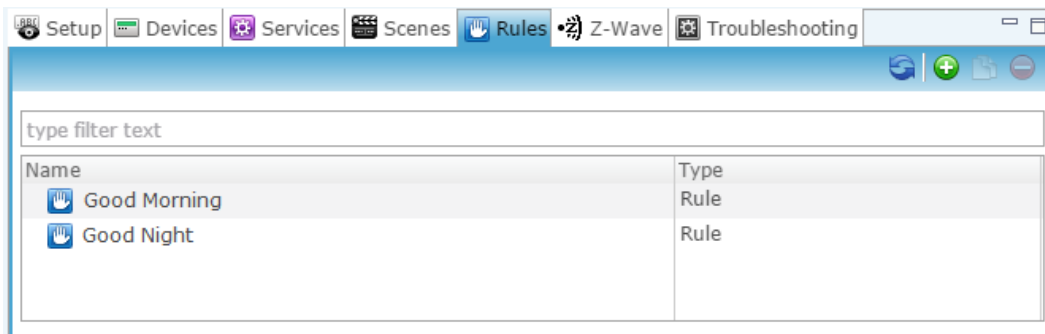 Setup Devices Services Scenes Rules Z-Wave Troubleshooting
type filter text
Name Type
Good Morning Rule
Good Night Rule